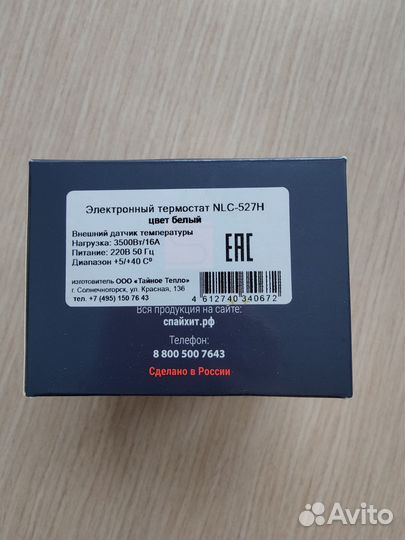 Электронный термостат NLC-527H
цвет белый
Внешний датчик температуры
Нагрузка: 3500Вт/16А
Питание: 220В 50 Гц
Диапазон +5/+40 С⁰
EAC
изготовитель ООО «Тайное Тепло»
г. Солнечногорск, ул. Красная, 136
тел. +7 (495) 150 76 43
4 612740 340672
Вся продукция на сайте:
спайхит.рф
Телефон:
8 800 500 7643
Сделано в России
Avito